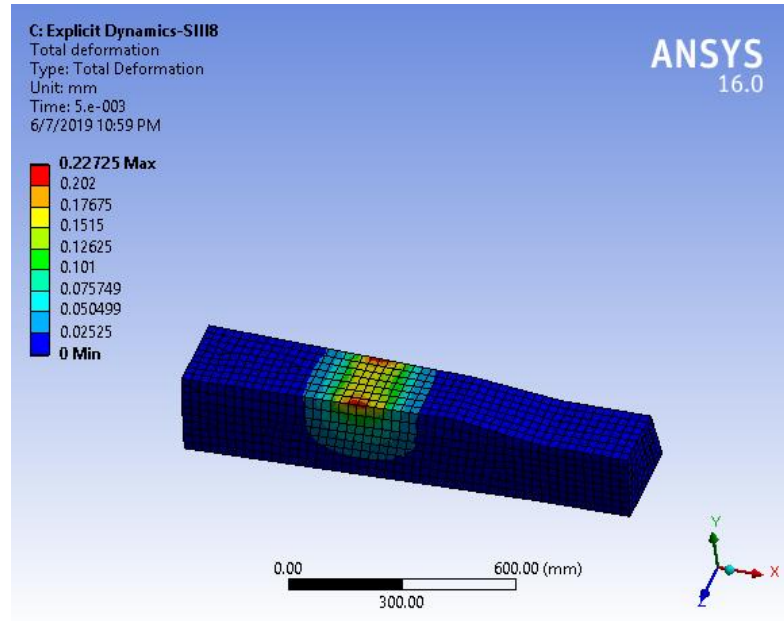 C: Explicit Dynamics-SIII8
Total deformation
Type: Total Deformation
Unit: mm
Time: 5.e-003
6/7/2019 10:59 PM
ANSYS
16.0
0.22725 Max
0.202
0.17675
0.1515
0.12625
0.101
0.075749
0.050499
0.02525
0 Min
0.00
600.00 (mm)
300.00
Y
X
Z